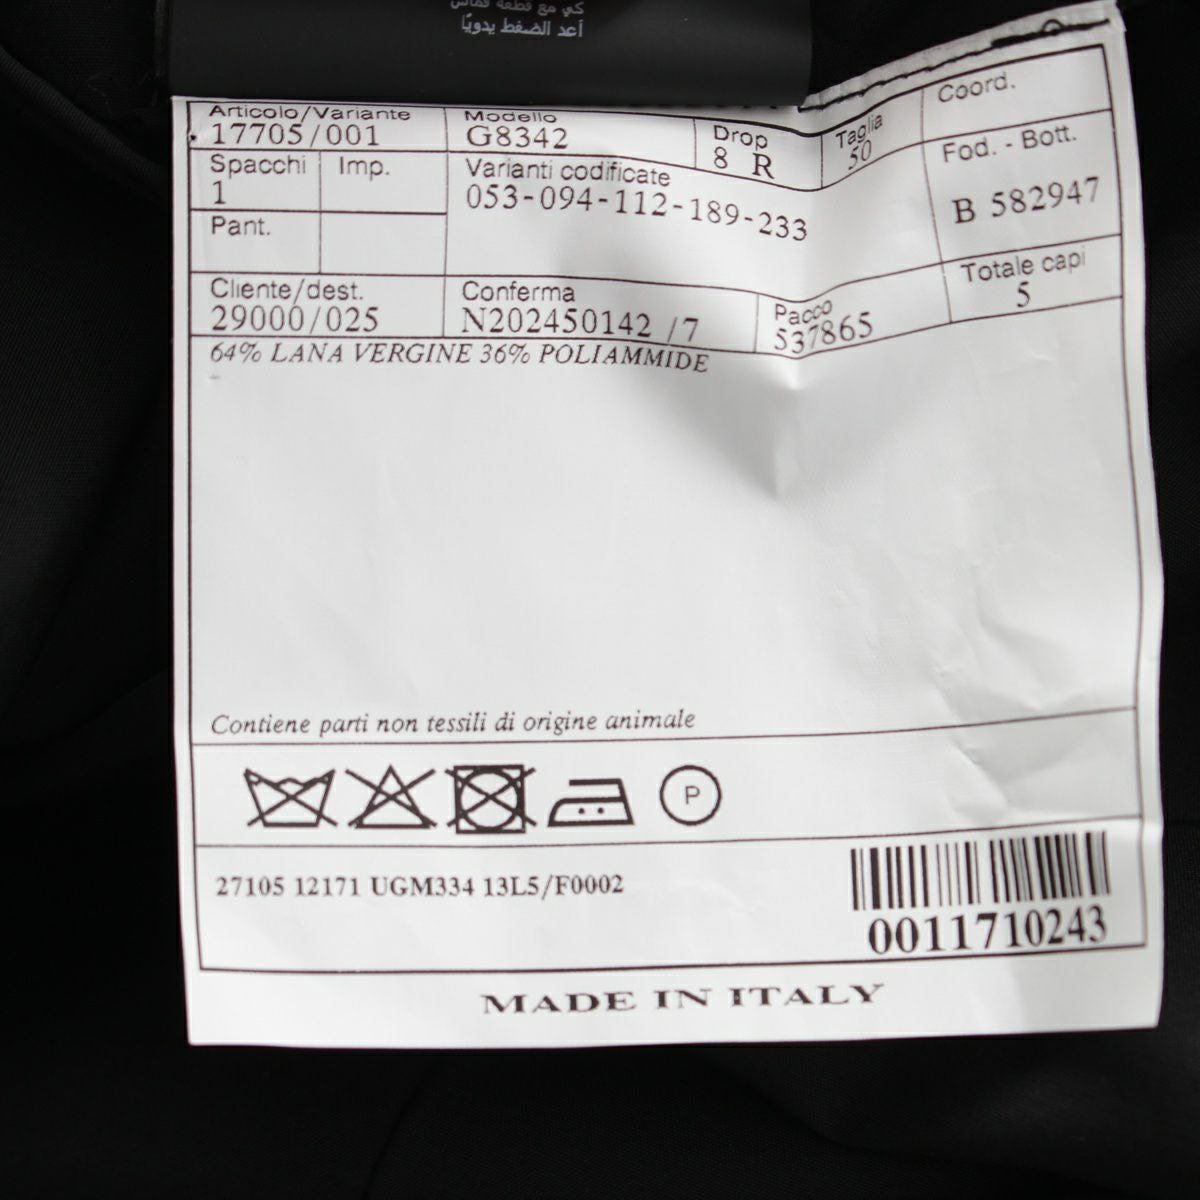 كي مع قطعة قماش
أعد الضغط يدويًا
Articolo/Variante Modello Drop Taglia Coord.
17705/001 G8342 8 R 50
Spacchi Imp. Varianti codificate Fod. - Bott.
1 053-094-112-189-233 B 582947
Pant.
Cliente/dest. Conferma Pacco Totale capi
29000/025 N202450142 /7 537865 5
64% LANA VERGINE 36% POLIAMMIDE
Contiene parti non tessili di origine animale
P
27105 12171 UGM334 13L5/F0002
0011710243
MADE IN ITALY